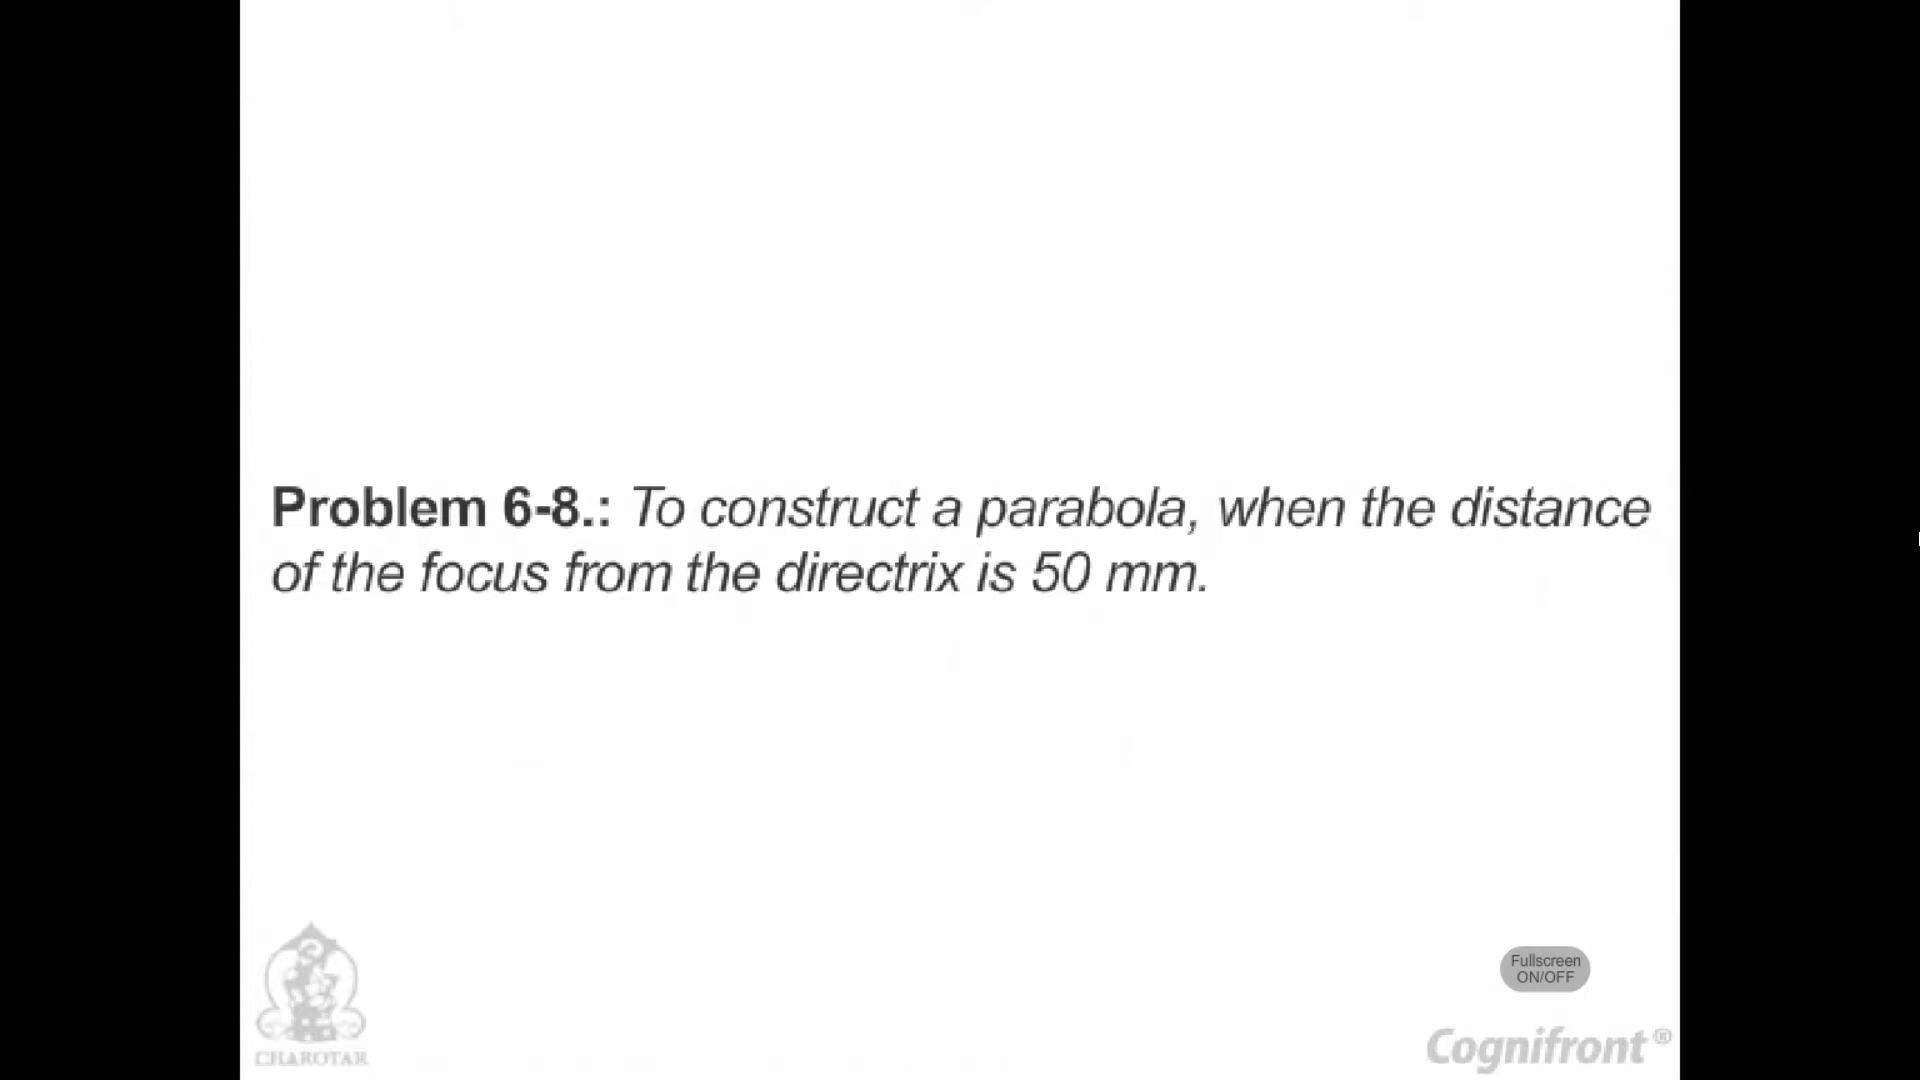 Problem 6-8.: To construct a parabola, when the distance
of the focus from the directrix is 50 mm.
Fullscreen
ON/OFF
CHAROTAR
Cognifront ®